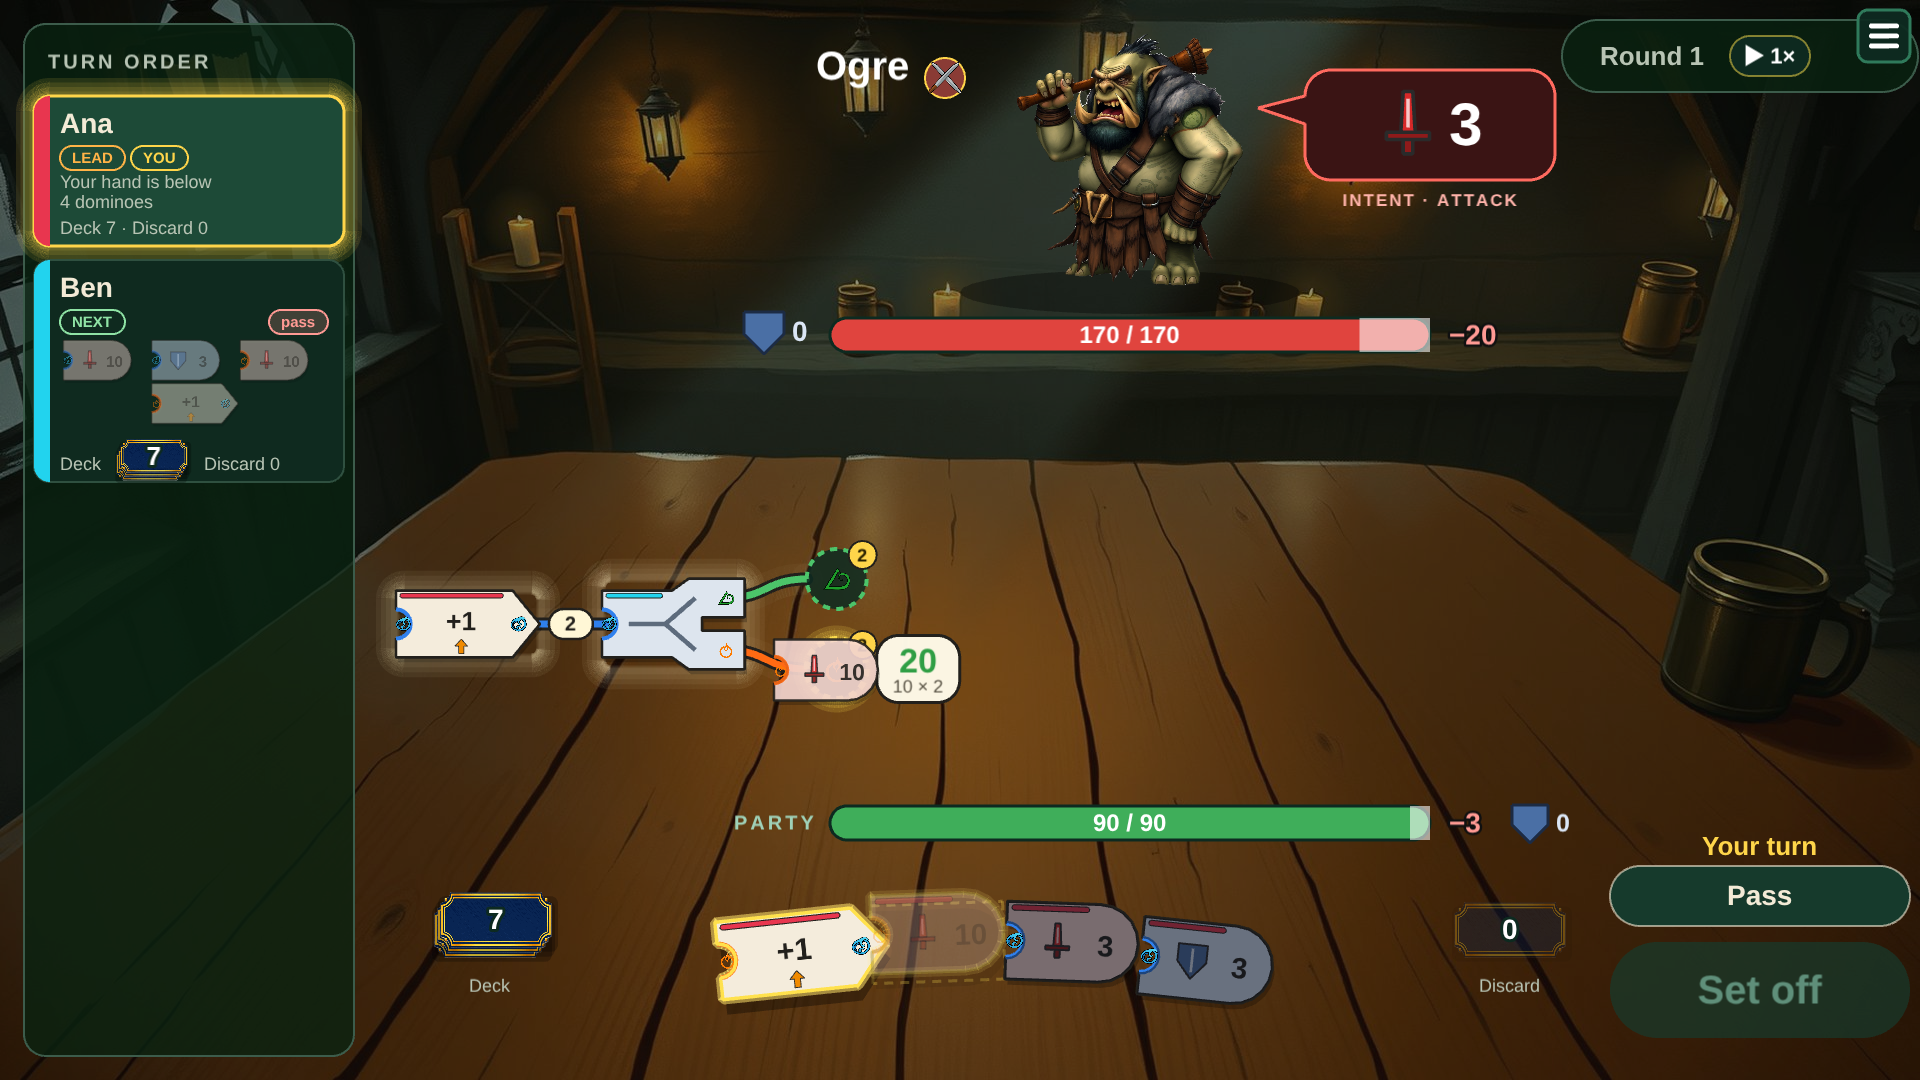 TURN ORDER
Ana
LEAD YOU
Your hand is below
4 dominoes
Deck 7 · Discard 0
Ben
NEXT pass
10 3 10
+1
Deck 7 Discard 0
Ogre
3
INTENT · ATTACK
Round 1 1×
0 170 / 170 −20
+1 2 2
10 20
10 × 2
PARTY 90 / 90 −3 0
Your turn
Pass
Set off
7
Deck
+1 10 3 3
0
Discard